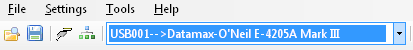 File Settings Tools Help
USB001-->Datamax-O'Neil E-4205A Mark III